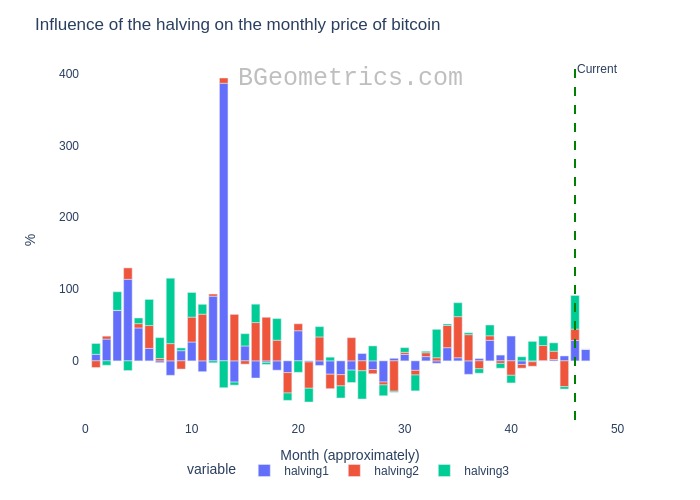 Influence of the halving on the monthly price of bitcoin
BGeometrics.com
Current
400
300
200
100
0
%
0 10 20 30 40 50
Month (approximately)
variable halving1 halving2 halving3